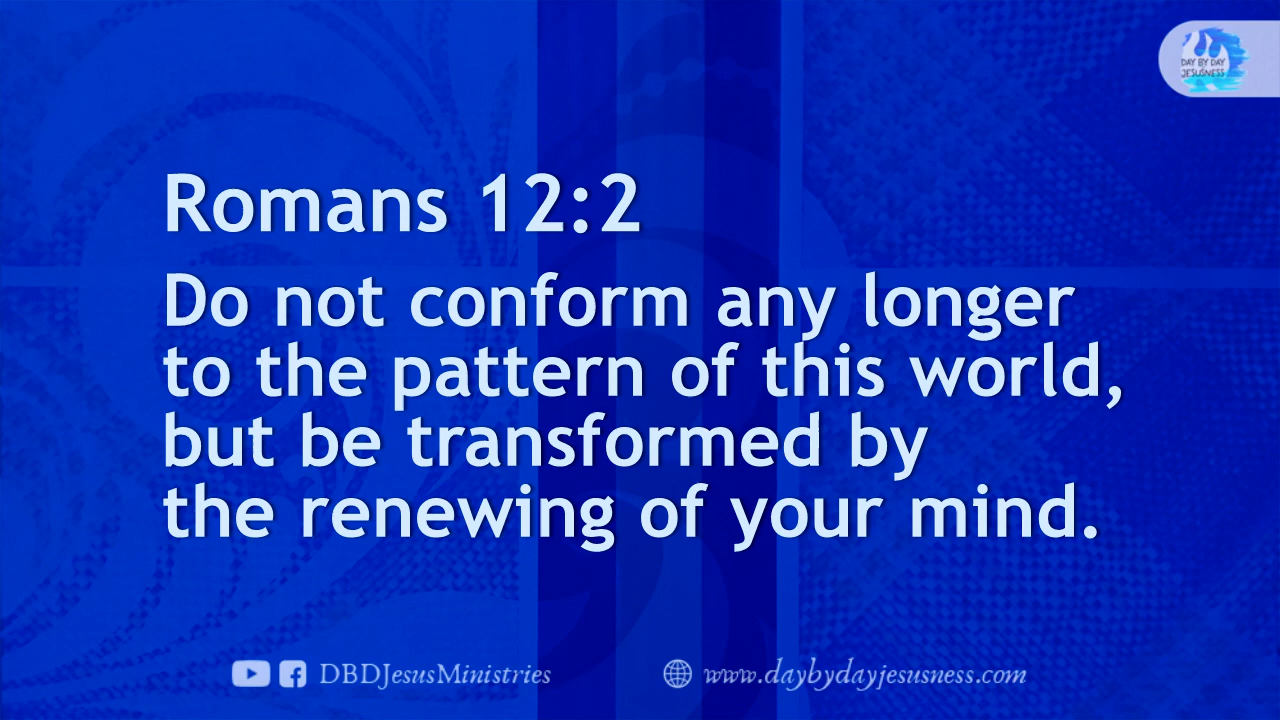 DAY BY DAY
JESUSNESS
Romans 12:2
Do not conform any longer
to the pattern of this world,
but be transformed by
the renewing of your mind.
DBDJesusMinistries
www.daybydayjesusness.com